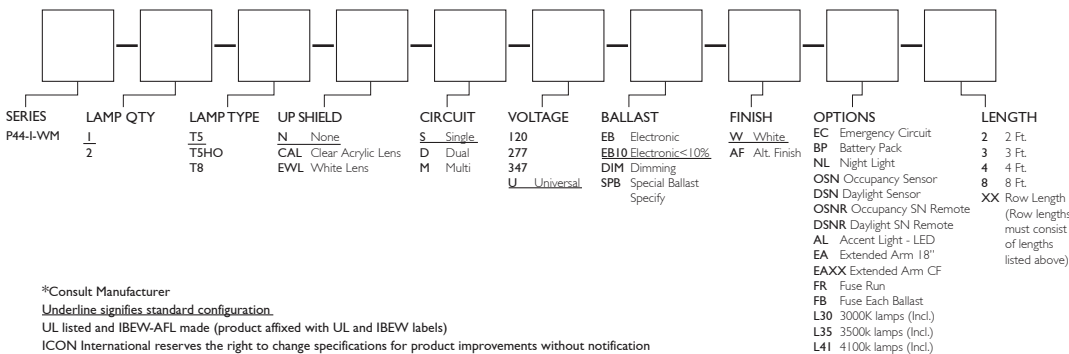 SERIES
P44-I-WM
LAMP QTY
1
2
LAMP TYPE
T5
T5HO
T8
UP SHIELD
N None
CAL Clear Acrylic Lens
EWL White Lens
CIRCUIT
S Single
D Dual
M Multi
VOLTAGE
120
277
347
U Universal
BALLAST
EB Electronic
EB10 Electronic<10%
DIM Dimming
SPB Special Ballast
Specify
FINISH
W White
AF Alt. Finish
OPTIONS
EC Emergency Circuit
BP Battery Pack
NL Night Light
OSN Occupancy Sensor
DSN Daylight Sensor
OSNR Occupancy SN Remote
DSNR Daylight SN Remote
AL Accent Light - LED
EA Extended Arm 18"
EAXX Extended Arm CF
FR Fuse Run
FB Fuse Each Ballast
L30 3000K lamps (Incl.)
L35 3500k lamps (Incl.)
L41 4100k lamps (Incl.)
LENGTH
2 2 Ft.
3 3 Ft.
4 4 Ft.
8 8 Ft.
XX Row Length
(Row lengths
must consist
of lengths
listed above)
*Consult Manufacturer
Underline signifies standard configuration
UL listed and IBEW-AFL made (product affixed with UL and IBEW labels)
ICON International reserves the right to change specifications for product improvements without notification